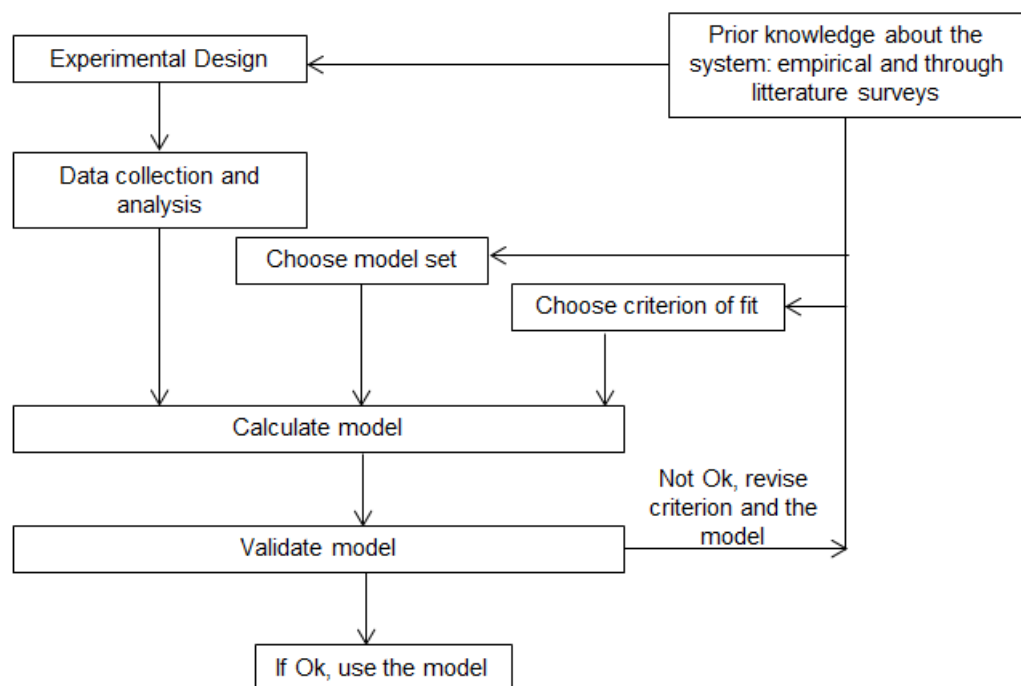 Experimental Design
Prior knowledge about the
system: empirical and through
litterature surveys
Data collection and
analysis
Choose model set
Choose criterion of fit
Calculate model
Not Ok, revise
criterion and the
model
Validate model
If Ok, use the model